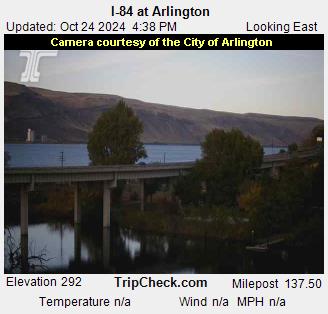 I-84 at Arlington
Updated: Oct 24 2024 4:38 PM Looking East
Camera courtesy of the City of Arlington
Elevation 292 TripCheck.com Milepost 137.50
Temperature n/a Wind n/a MPH n/a